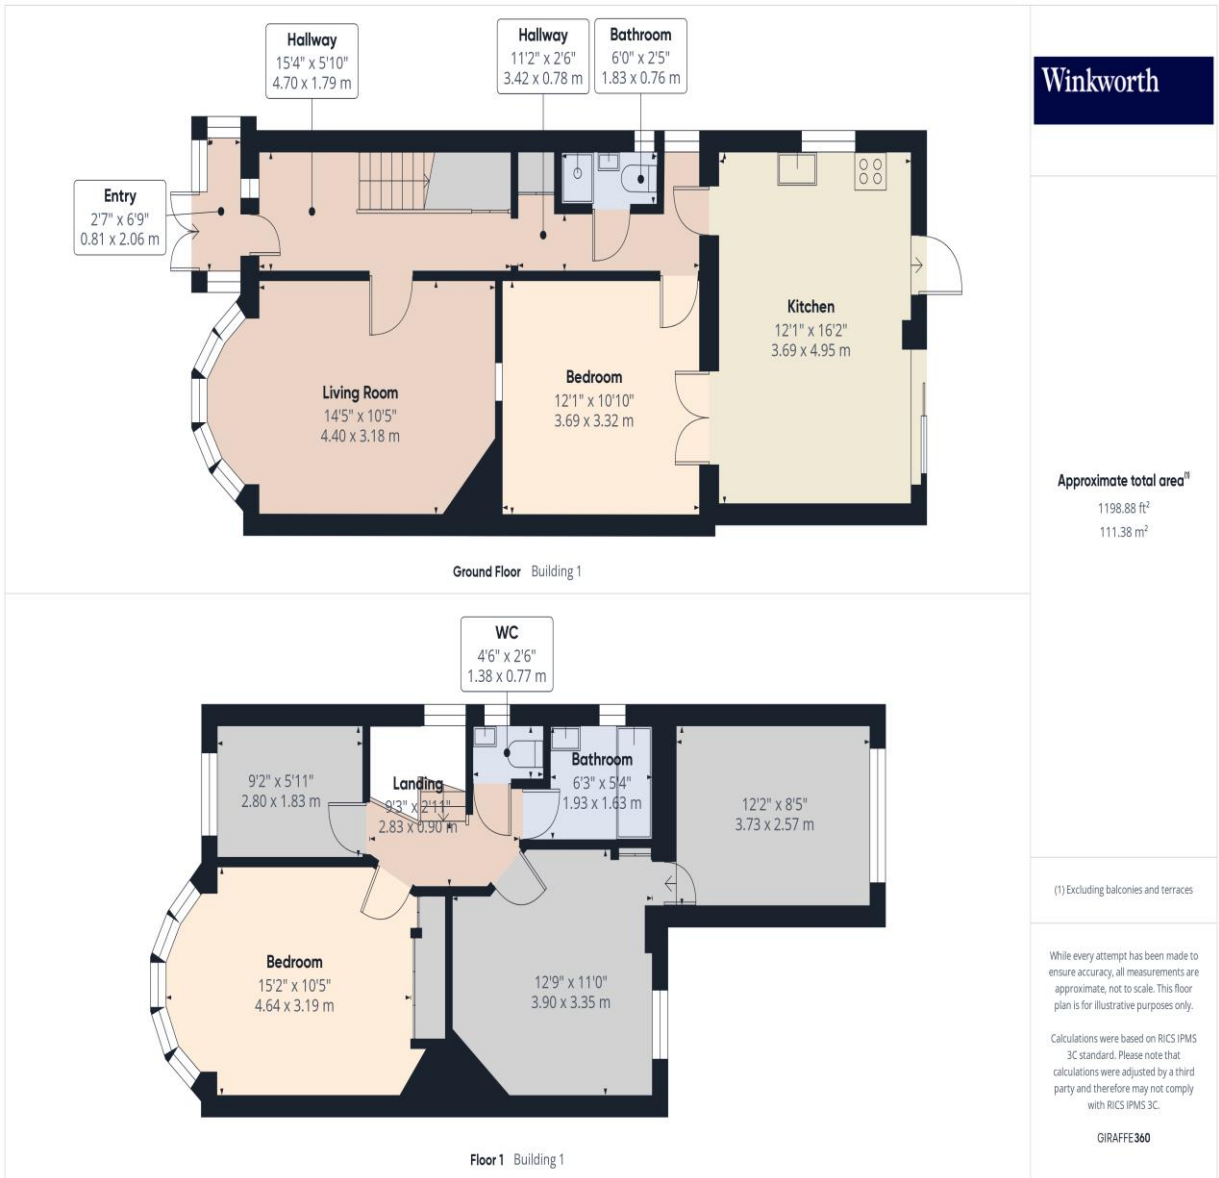 Hallway
15'4" x 5'10"
4.70 x 1.79 m
Hallway
11'2" x 2'6"
3.42 x 0.78 m
Bathroom
6'0" x 2'5"
1.83 x 0.76 m
Entry
2'7" x 6'9"
0.81 x 2.06 m
Kitchen
12'1" x 16'2"
3.69 x 4.95 m
Living Room
14'5" x 10'5"
4.40 x 3.18 m
Bedroom
12'1" x 10'10"
3.69 x 3.32 m
Ground Floor Building 1
WC
4'6" x 2'6"
1.38 x 0.77 m
9'2" x 5'11"
2.80 x 1.83 m
Landing
9'3" x 2'11"
2.83 x 0.90 m
Bathroom
6'3" x 5'4"
1.93 x 1.63 m
12'2" x 8'5"
3.73 x 2.57 m
Bedroom
15'2" x 10'5"
4.64 x 3.19 m
12'9" x 11'0"
3.90 x 3.35 m
Floor 1 Building 1
Winkworth
Approximate total area(1)
1198.88 ft²
111.38 m²
(1) Excluding balconies and terraces
While every attempt has been made to
ensure accuracy, all measurements are
approximate, not to scale. This floor
plan is for illustrative purposes only.
Calculations were based on RICS IPMS
3C standard. Please note that
calculations were adjusted by a third
party and therefore may not comply
with RICS IPMS 3C.
GIRAFFE360